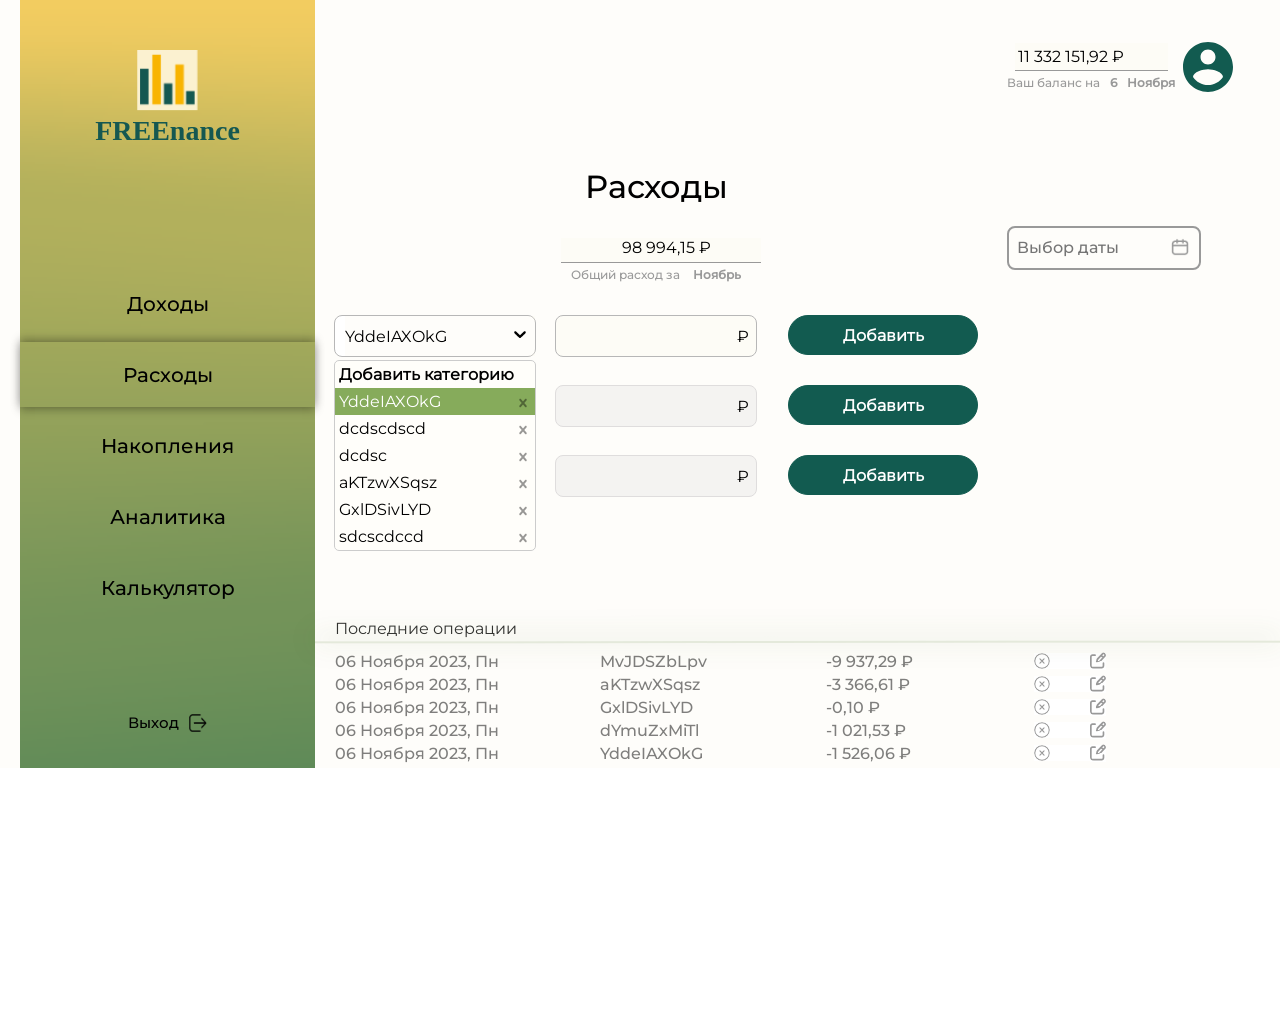 FREEnance
Доходы
Расходы
Накопления
Аналитика
Калькулятор
Выход
11 332 151,92 ₽
Ваш баланс на 6 Ноября
Расходы
98 994,15 ₽
Общий расход за Ноябрь
Выбор даты
YddeIAXOkG
₽
Добавить
Добавить категорию
YddeIAXOkG x
dcdscdscd x
dcdsc x
aKTzwXSqsz x
GxlDSivLYD x
sdcscdccd x
₽
Добавить
₽
Добавить
Последние операции
06 Ноября 2023, Пн MvJDSZbLpv -9 937,29 ₽
06 Ноября 2023, Пн aKTzwXSqsz -3 366,61 ₽
06 Ноября 2023, Пн GxlDSivLYD -0,10 ₽
06 Ноября 2023, Пн dYmuZxMiTl -1 021,53 ₽
06 Ноября 2023, Пн YddeIAXOkG -1 526,06 ₽